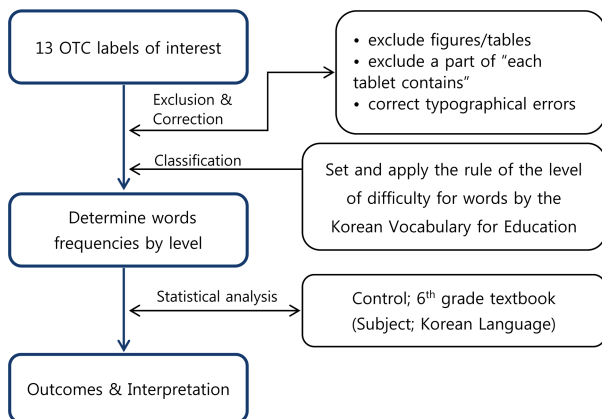 13 OTC labels of interest
• exclude figures/tables
• exclude a part of “each
tablet contains”
• correct typographical errors
Exclusion &
Correction
Classification
Set and apply the rule of the level
of difficulty for words by the
Korean Vocabulary for Education
Determine words
frequencies by level
Statistical analysis
Control; 6th grade textbook
(Subject; Korean Language)
Outcomes & Interpretation